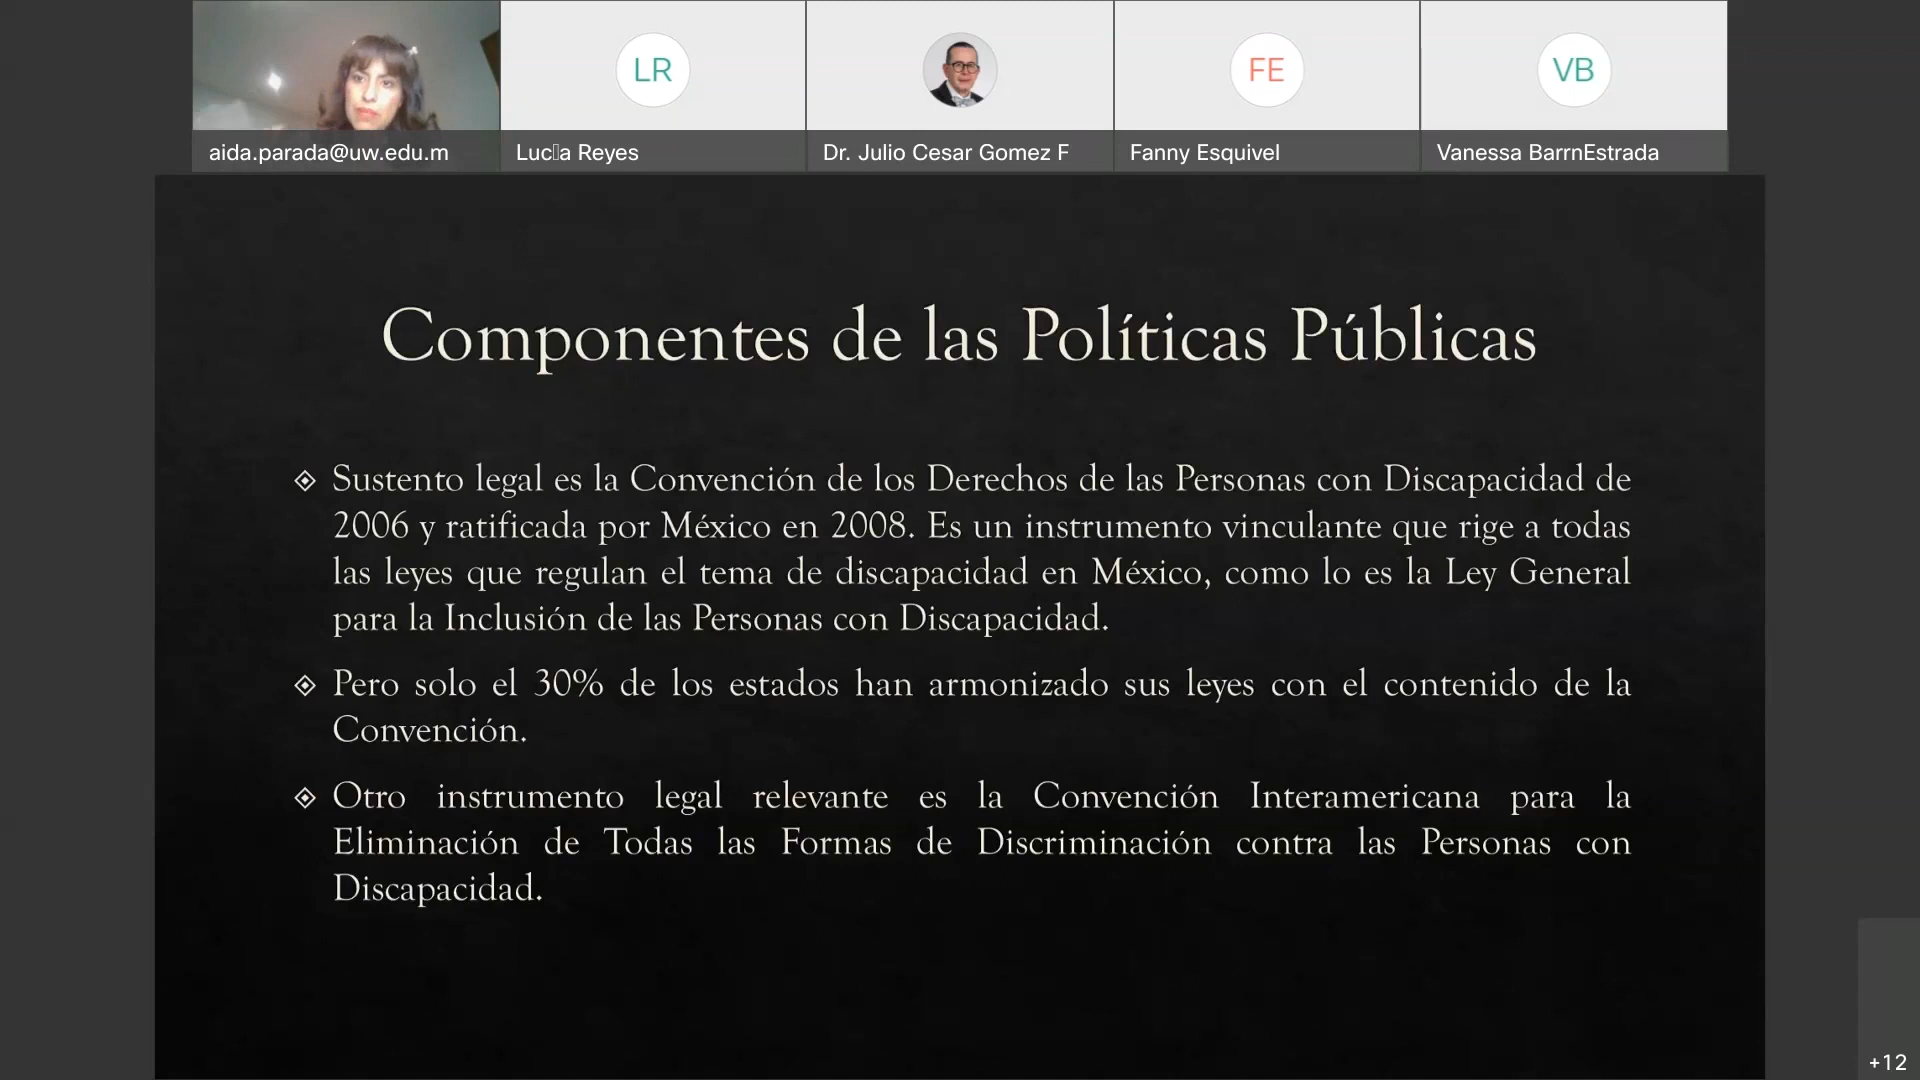 LR
FE
VB
aida.parada@uw.edu.m
Luc▯a Reyes
Dr. Julio Cesar Gomez F
Fanny Esquivel
Vanessa BarrnEstrada
Componentes de las Políticas Públicas
Sustento legal es la Convención de los Derechos de las Personas con Discapacidad de
2006 y ratificada por México en 2008. Es un instrumento vinculante que rige a todas
las leyes que regulan el tema de discapacidad en México, como lo es la Ley General
para la Inclusión de las Personas con Discapacidad.
Pero solo el 30% de los estados han armonizado sus leyes con el contenido de la
Convención.
Otro instrumento legal relevante es la Convención Interamericana para la
Eliminación de Todas las Formas de Discriminación contra las Personas con
Discapacidad.
+12